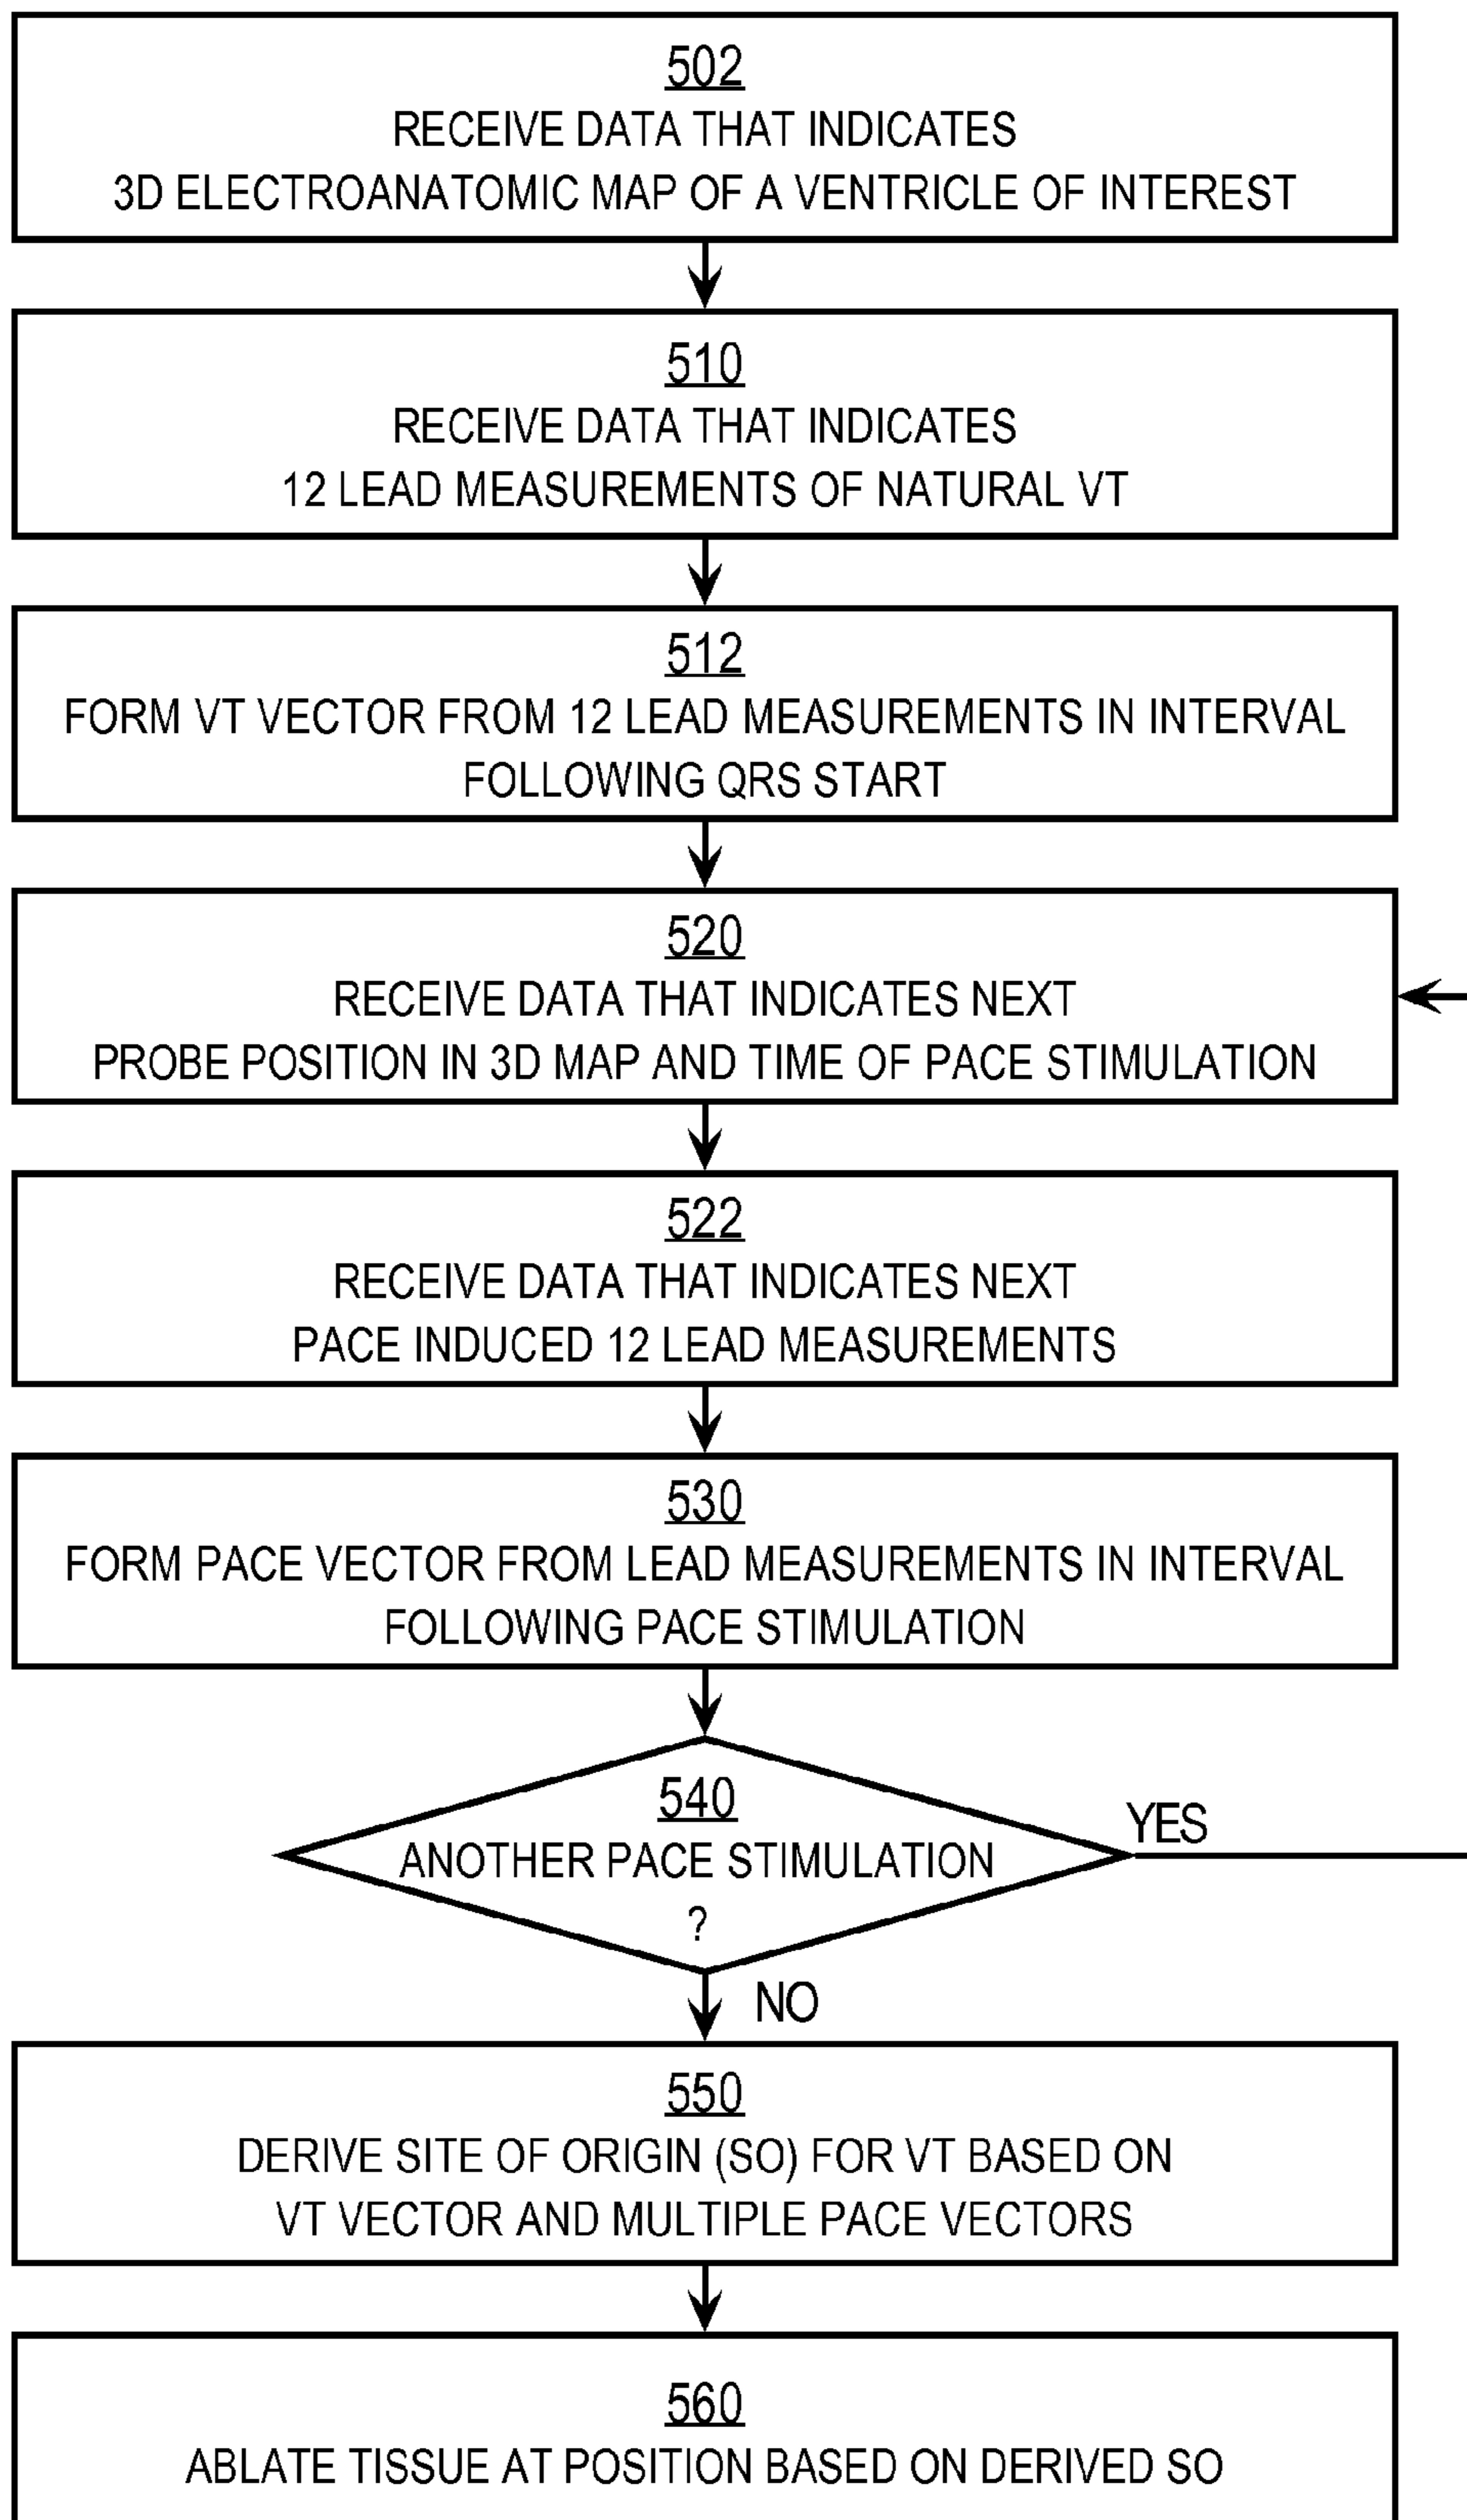 502
RECEIVE DATA THAT INDICATES
3D ELECTROANATOMIC MAP OF A VENTRICLE OF INTEREST
510
RECEIVE DATA THAT INDICATES
12 LEAD MEASUREMENTS OF NATURAL VT
512
FORM VT VECTOR FROM 12 LEAD MEASUREMENTS IN INTERVAL
FOLLOWING QRS START
520
RECEIVE DATA THAT INDICATES NEXT
PROBE POSITION IN 3D MAP AND TIME OF PACE STIMULATION
522
RECEIVE DATA THAT INDICATES NEXT
PACE INDUCED 12 LEAD MEASUREMENTS
530
FORM PACE VECTOR FROM LEAD MEASUREMENTS IN INTERVAL
FOLLOWING PACE STIMULATION
540
ANOTHER PACE STIMULATION
?
YES
NO
550
DERIVE SITE OF ORIGIN (SO) FOR VT BASED ON
VT VECTOR AND MULTIPLE PACE VECTORS
560
ABLATE TISSUE AT POSITION BASED ON DERIVED SO